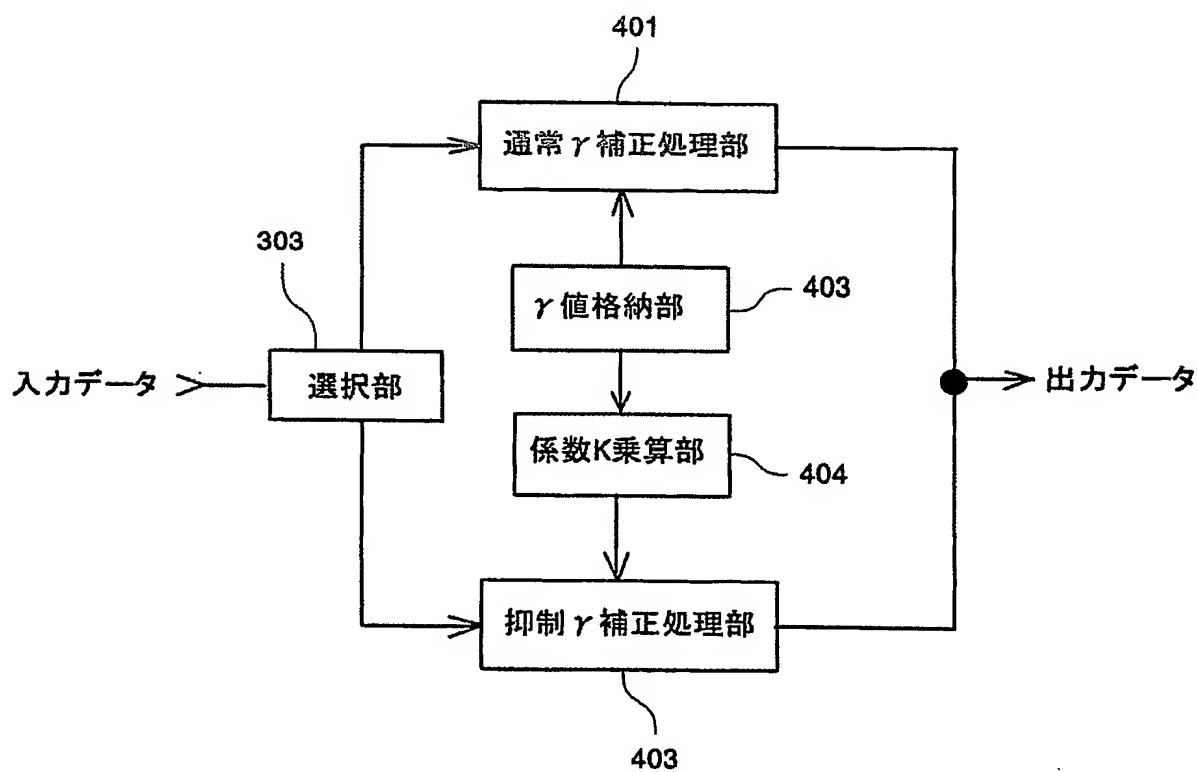 401
通常γ補正処理部
303
γ値格納部
403
入力データ
選択部
出力データ
係数K乗算部
404
抑制γ補正処理部
403